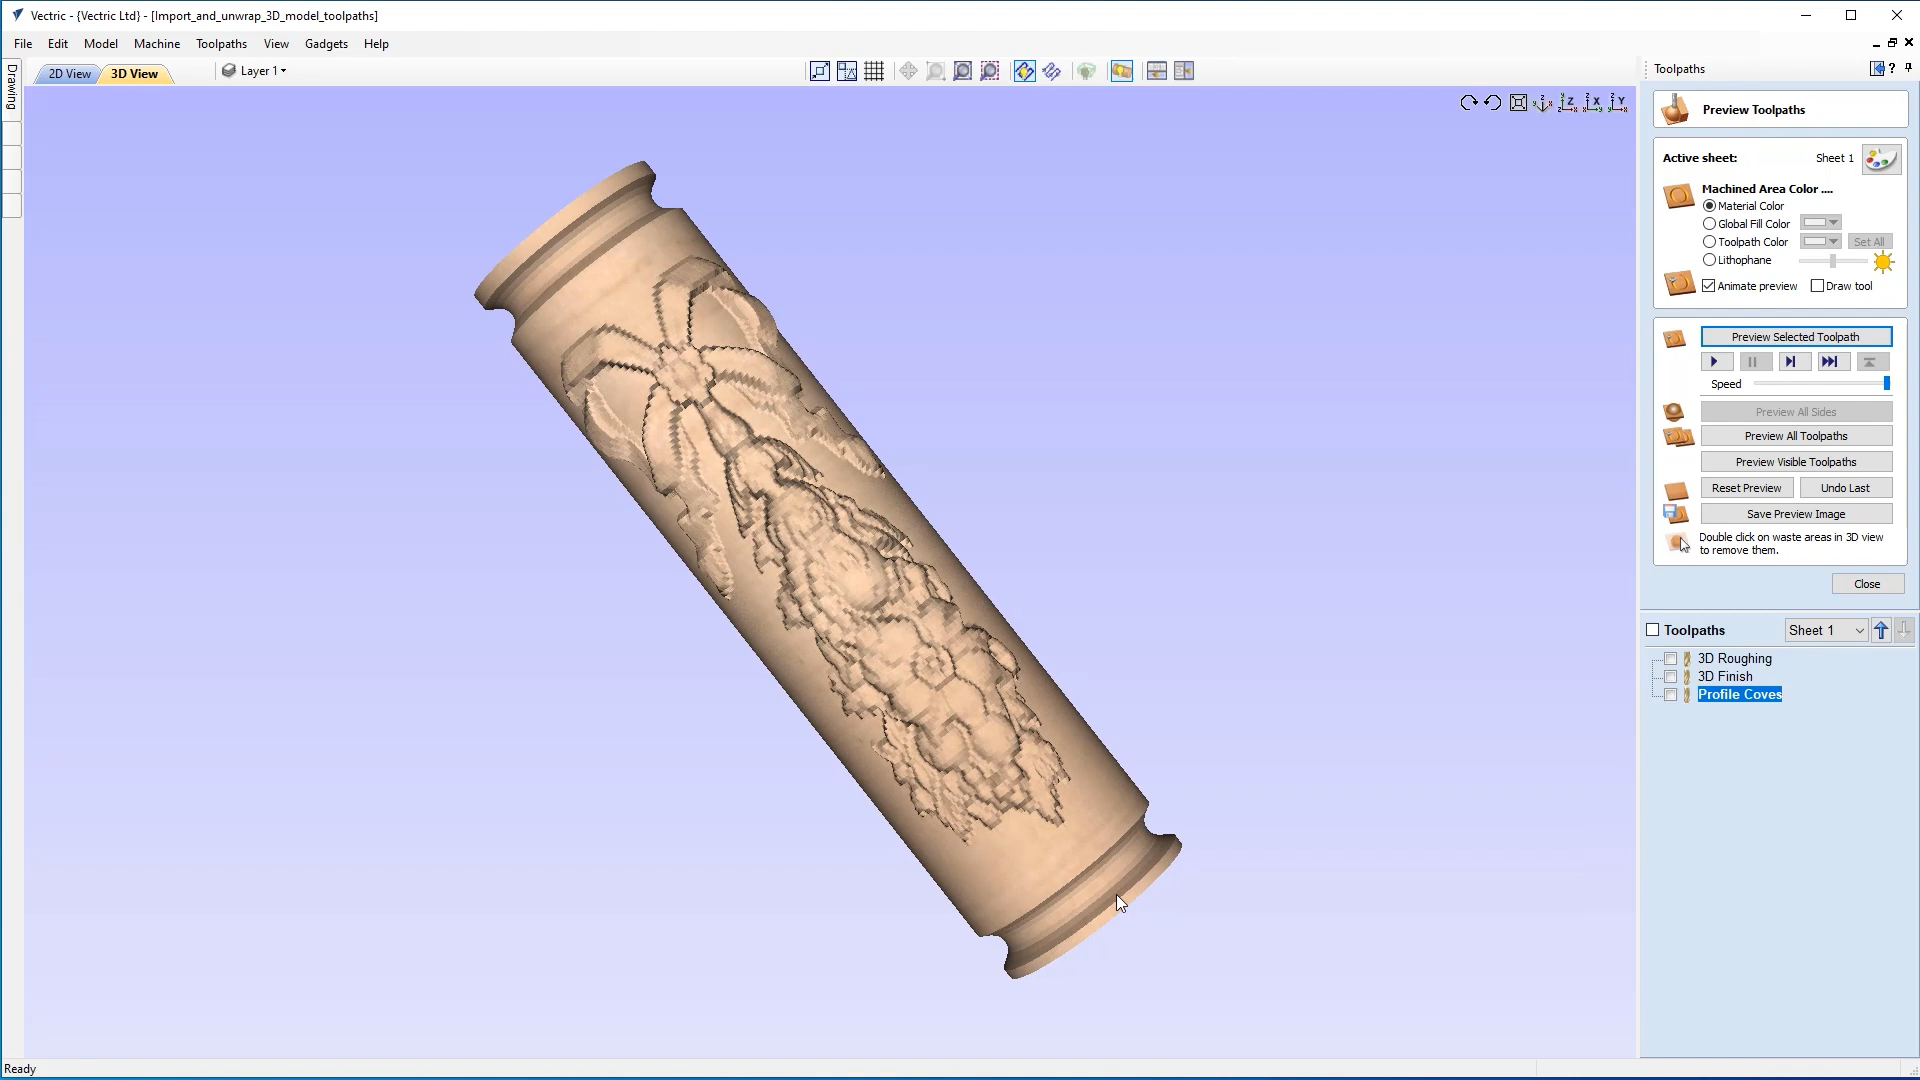 Vectric - {Vectric Ltd} - [Import_and_unwrap_3D_model_toolpaths]
File Edit Model Machine Toolpaths View Gadgets Help
Drawing
2D View 3D View Layer 1
Toolpaths
Preview Toolpaths
Active sheet: Sheet 1
Machined Area Color ....
Material Color
Global Fill Color
Toolpath Color Set All
Lithophane
Animate preview Draw tool
Preview Selected Toolpath
Speed
Preview All Sides
Preview All Toolpaths
Preview Visible Toolpaths
Reset Preview Undo Last
Save Preview Image
Double click on waste areas in 3D view
to remove them.
Close
Toolpaths Sheet 1
3D Roughing
3D Finish
Profile Coves
Ready